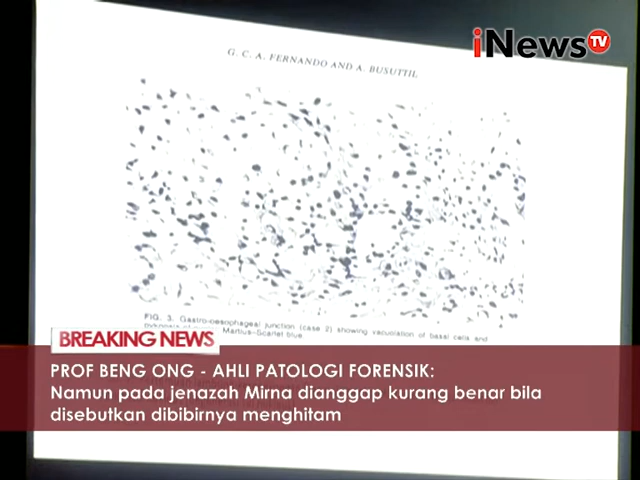 iNews TV
G. C. A. FERNANDO AND A. BUSUTTIL
FIG. 3. Gastro-oesophageal junction (case 2) showing vacuolation of basal cells and
Martius-Scarlet blue
BREAKING NEWS
PROF BENG ONG - AHLI PATOLOGI FORENSIK:
Namun pada jenazah Mirna dianggap kurang benar bila
disebutkan dibibirnya menghitam